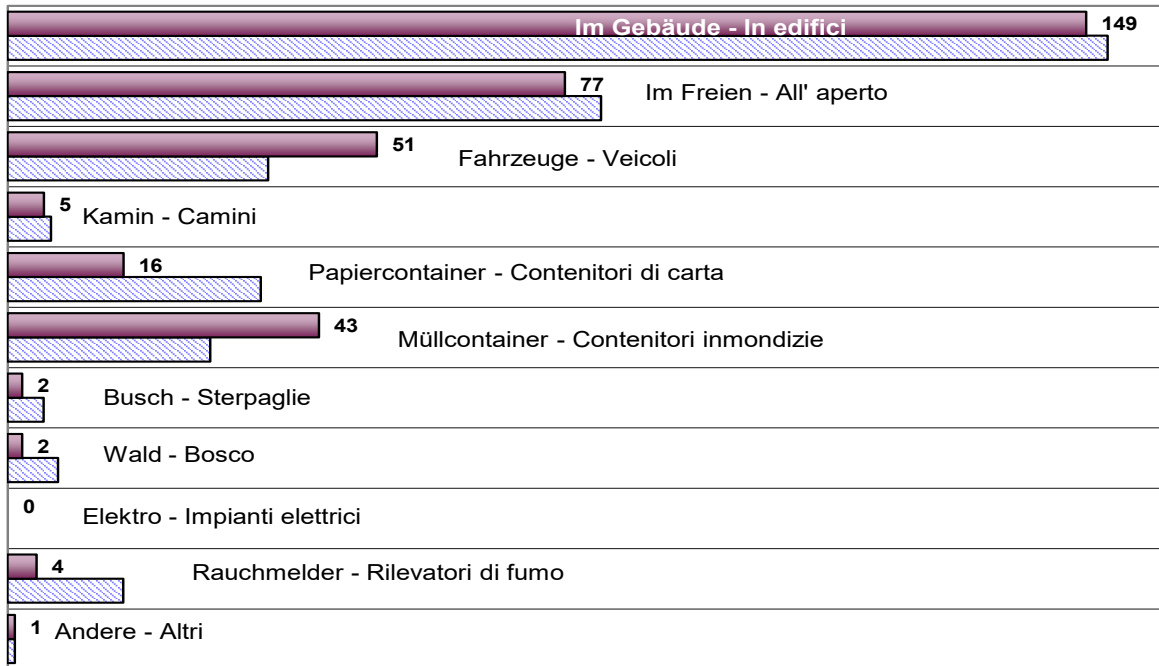 Im Gebäude - In edifici 149
77 Im Freien - All' aperto
51 Fahrzeuge - Veicoli
5 Kamin - Camini
16 Papiercontainer - Contenitori di carta
43 Müllcontainer - Contenitori inmondizie
2 Busch - Sterpaglie
2 Wald - Bosco
0 Elektro - Impianti elettrici
4 Rauchmelder - Rilevatori di fumo
1 Andere - Altri